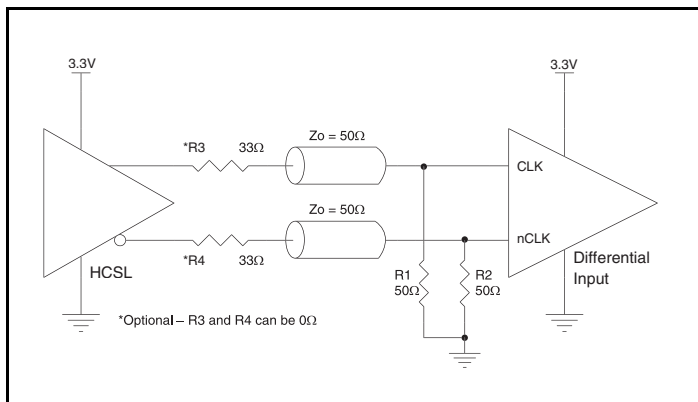 3.3V
3.3V
*R3
33Ω
Zo = 50Ω
CLK
Zo = 50Ω
nCLK
HCSL
*R4
33Ω
R1
50Ω
R2
50Ω
Differential
Input
*Optional – R3 and R4 can be 0Ω